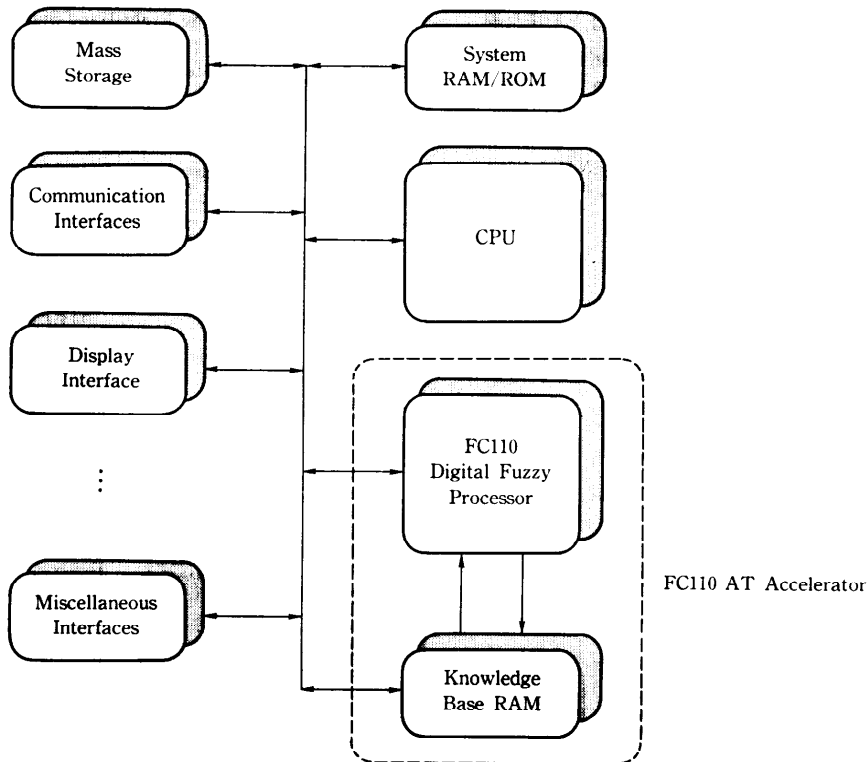 Mass
Storage
System
RAM/ROM
Communication
Interfaces
CPU
Display
Interface
FC110
Digital Fuzzy
Processor
⋮
Miscellaneous
Interfaces
FC110 AT Accelerator
Knowledge
Base RAM